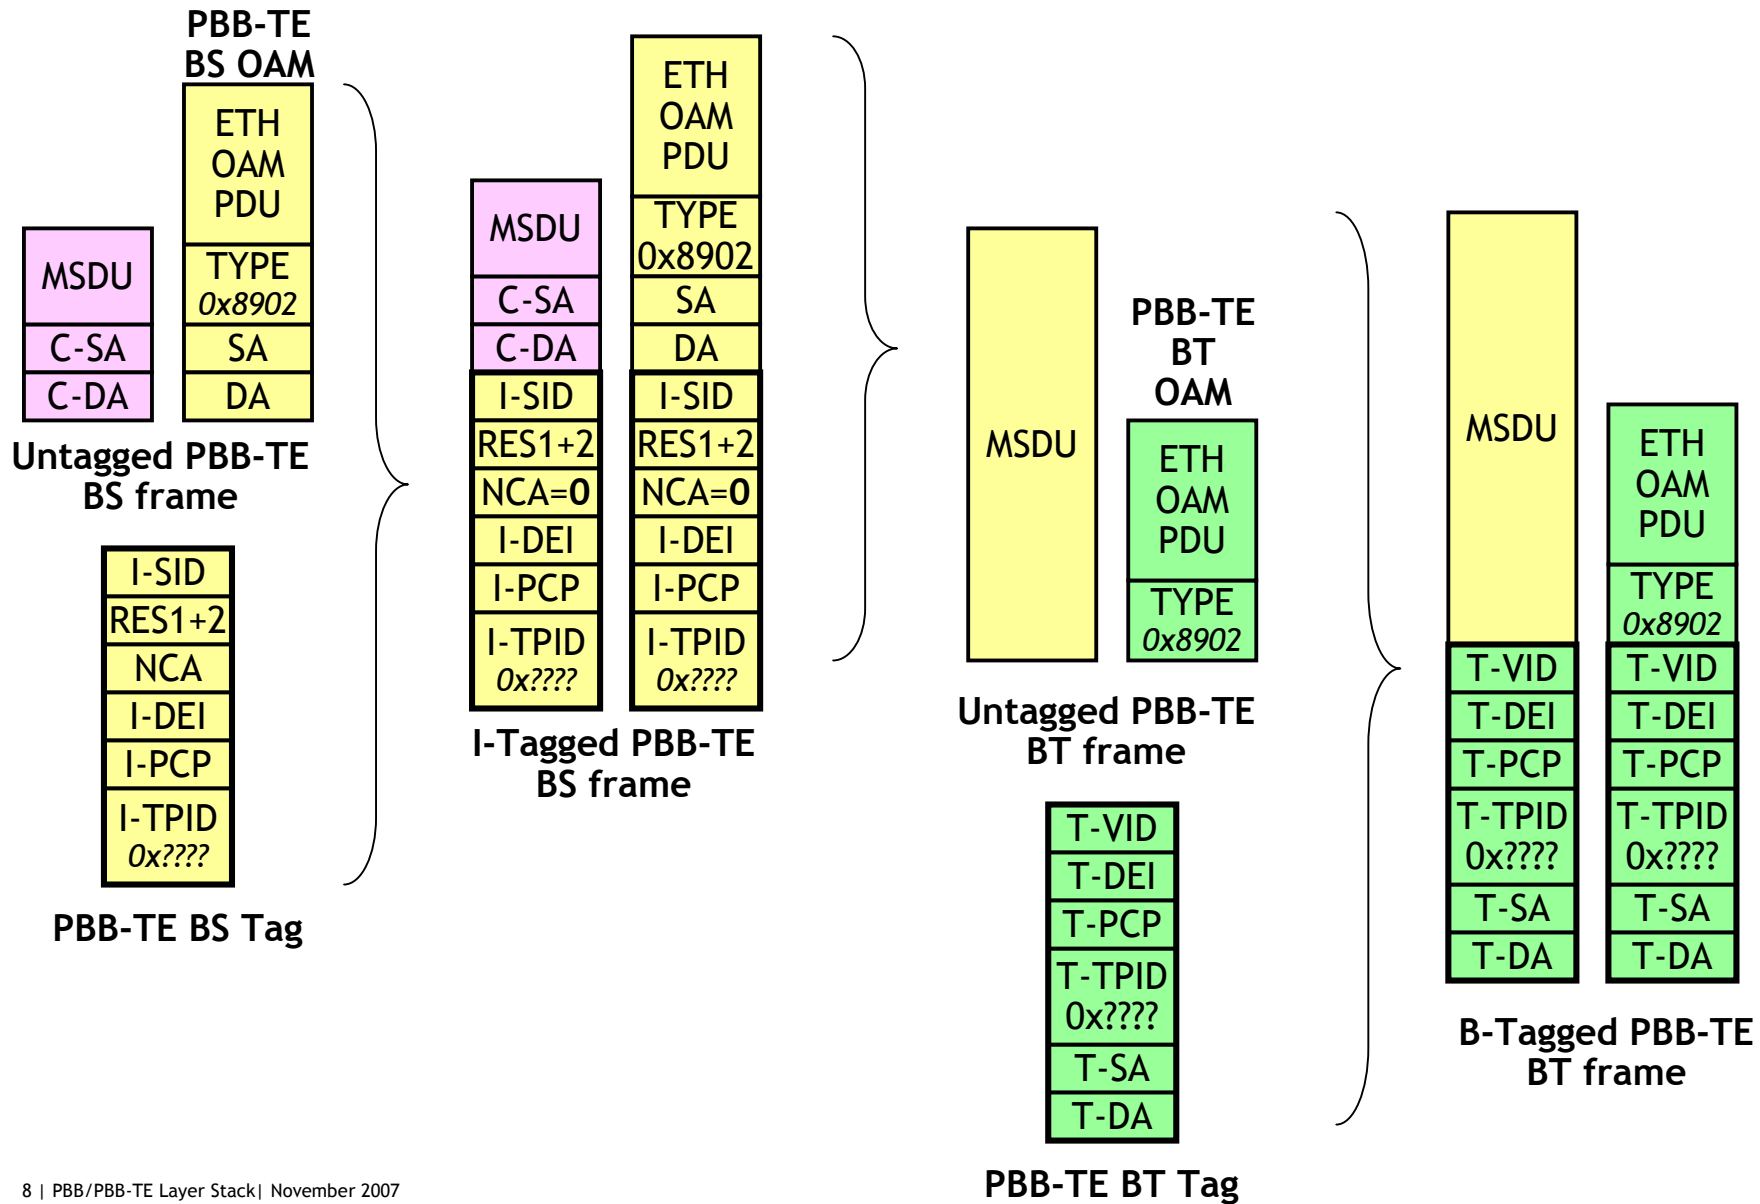 PBB-TE
BS OAM
ETH
OAM
PDU
TYPE
0x8902
SA
DA
MSDU
C-SA
C-DA
Untagged PBB-TE
BS frame
I-SID
RES1+2
NCA
I-DEI
I-PCP
I-TPID
0x????
PBB-TE BS Tag
MSDU
C-SA
C-DA
I-SID
RES1+2
NCA=0
I-DEI
I-PCP
I-TPID
0x????
ETH
OAM
PDU
TYPE
0x8902
SA
DA
I-SID
RES1+2
NCA=0
I-DEI
I-PCP
I-TPID
0x????
I-Tagged PBB-TE
BS frame
MSDU
PBB-TE
BT
OAM
ETH
OAM
PDU
TYPE
0x8902
Untagged PBB-TE
BT frame
T-VID
T-DEI
T-PCP
T-TPID
0x????
T-SA
T-DA
PBB-TE BT Tag
MSDU
T-VID
T-DEI
T-PCP
T-TPID
0x????
T-SA
T-DA
ETH
OAM
PDU
TYPE
0x8902
T-VID
T-DEI
T-PCP
T-TPID
0x????
T-SA
T-DA
B-Tagged PBB-TE
BT frame
8 | PBB/PBB-TE Layer Stack| November 2007